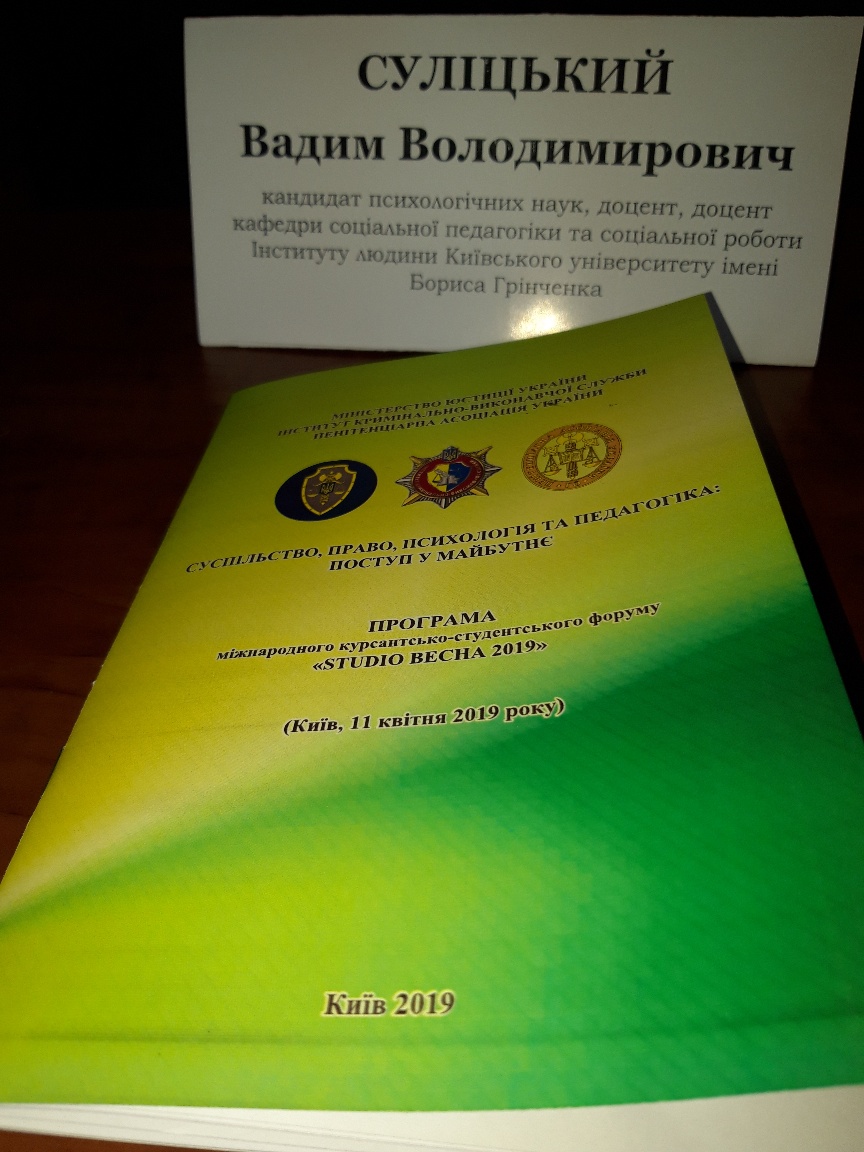 СУЛІЦЬКИЙ
Вадим Володимирович
кандидат психологічних наук, доцент, доцент
кафедри соціальної педагогіки та соціальної роботи
Інституту людини Київського університету імені
Бориса Грінченка
МІНІСТЕРСТВО ЮСТИЦІЇ УКРАЇНИ
ІНСТИТУТ КРИМІНАЛЬНО-ВИКОНАВЧОЇ СЛУЖБИ
ПЕНІТЕНЦІАРНА АСОЦІАЦІЯ УКРАЇНИ
СУСПІЛЬСТВО, ПРАВО, ПСИХОЛОГІЯ ТА ПЕДАГОГІКА:
ПОСТУП У МАЙБУТНЄ
ПРОГРАМА
міжнародного курсантсько-студентського форуму
«STUDIO ВЕСНА 2019»
(Київ, 11 квітня 2019 року)
Київ 2019